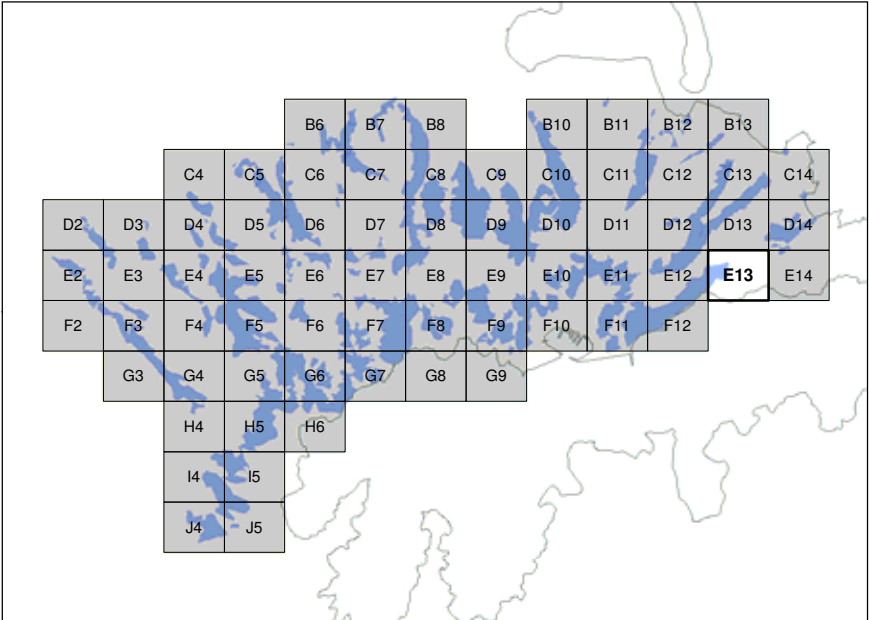 B6 B7 B8 B10 B11 B12 B13
C4 C5 C6 C7 C8 C9 C10 C11 C12 C13 C14
D2 D3 D4 D5 D6 D7 D8 D9 D10 D11 D12 D13 D14
E2 E3 E4 E5 E6 E7 E8 E9 E10 E11 E12 E13 E14
F2 F3 F4 F5 F6 F7 F8 F9 F10 F11 F12
G3 G4 G5 G6 G7 G8 G9
H4 H5 H6
I4 I5
J4 J5